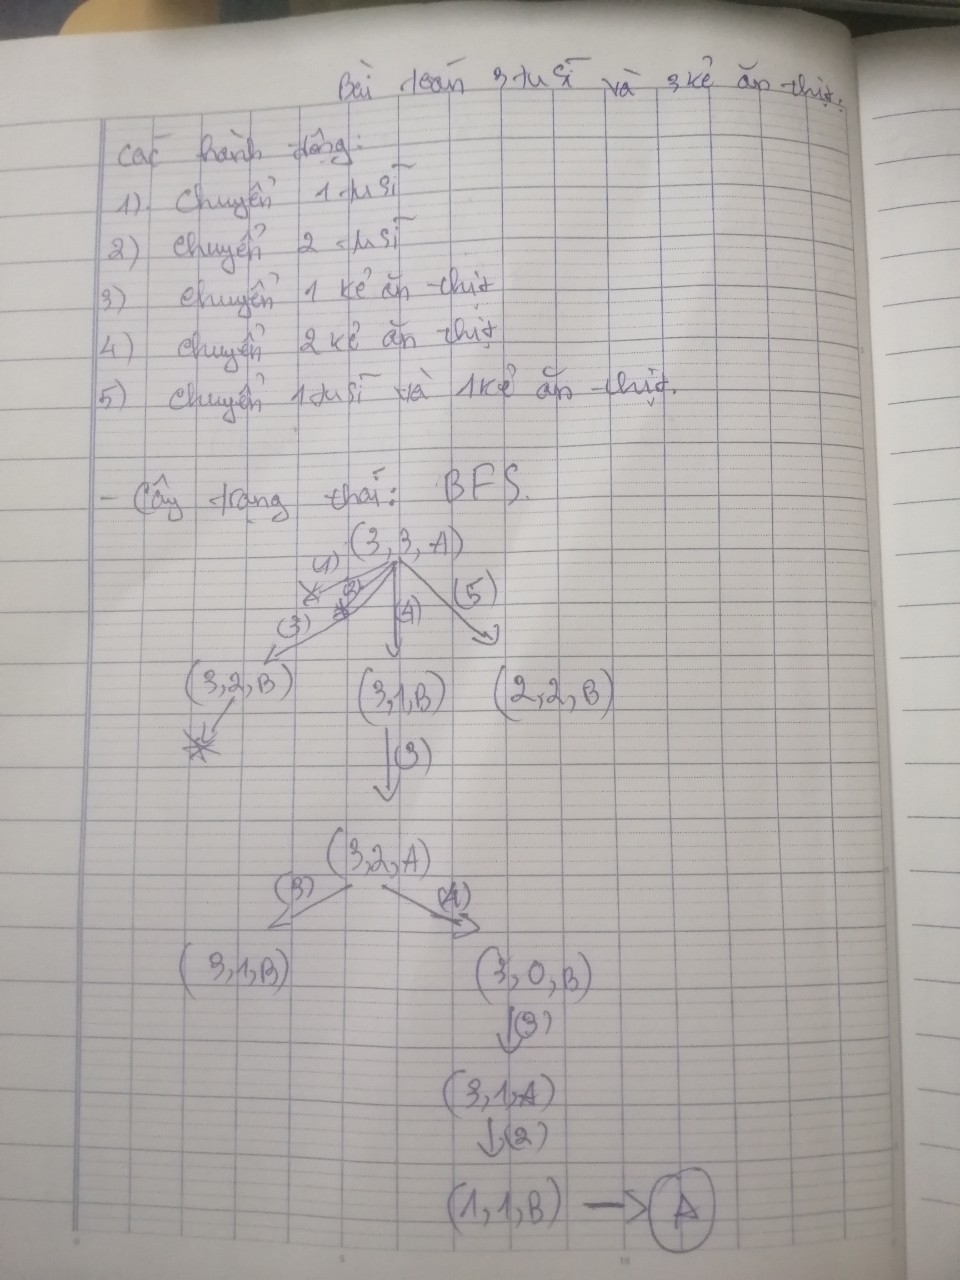 Bài toán 3 tu sĩ và 3 kẻ ăn thịt.
Các hành động:
1) Chuyển 1 tu sĩ
2) Chuyển 2 tu sĩ
3) Chuyển 1 kẻ ăn thịt
4) Chuyển 2 kẻ ăn thịt
5) Chuyển 1 tu sĩ và 1 kẻ ăn thịt.
- Cây trạng thái: BFS.
(3,3,A)
(1) (2) (3) (4) (5)
(3,2,B) (3,1,B) (2,2,B)
(3)
(3,2,A)
(3) (4)
(3,1,B) (3,0,B)
(3)
(3,1,A)
(2)
(1,1,B) A